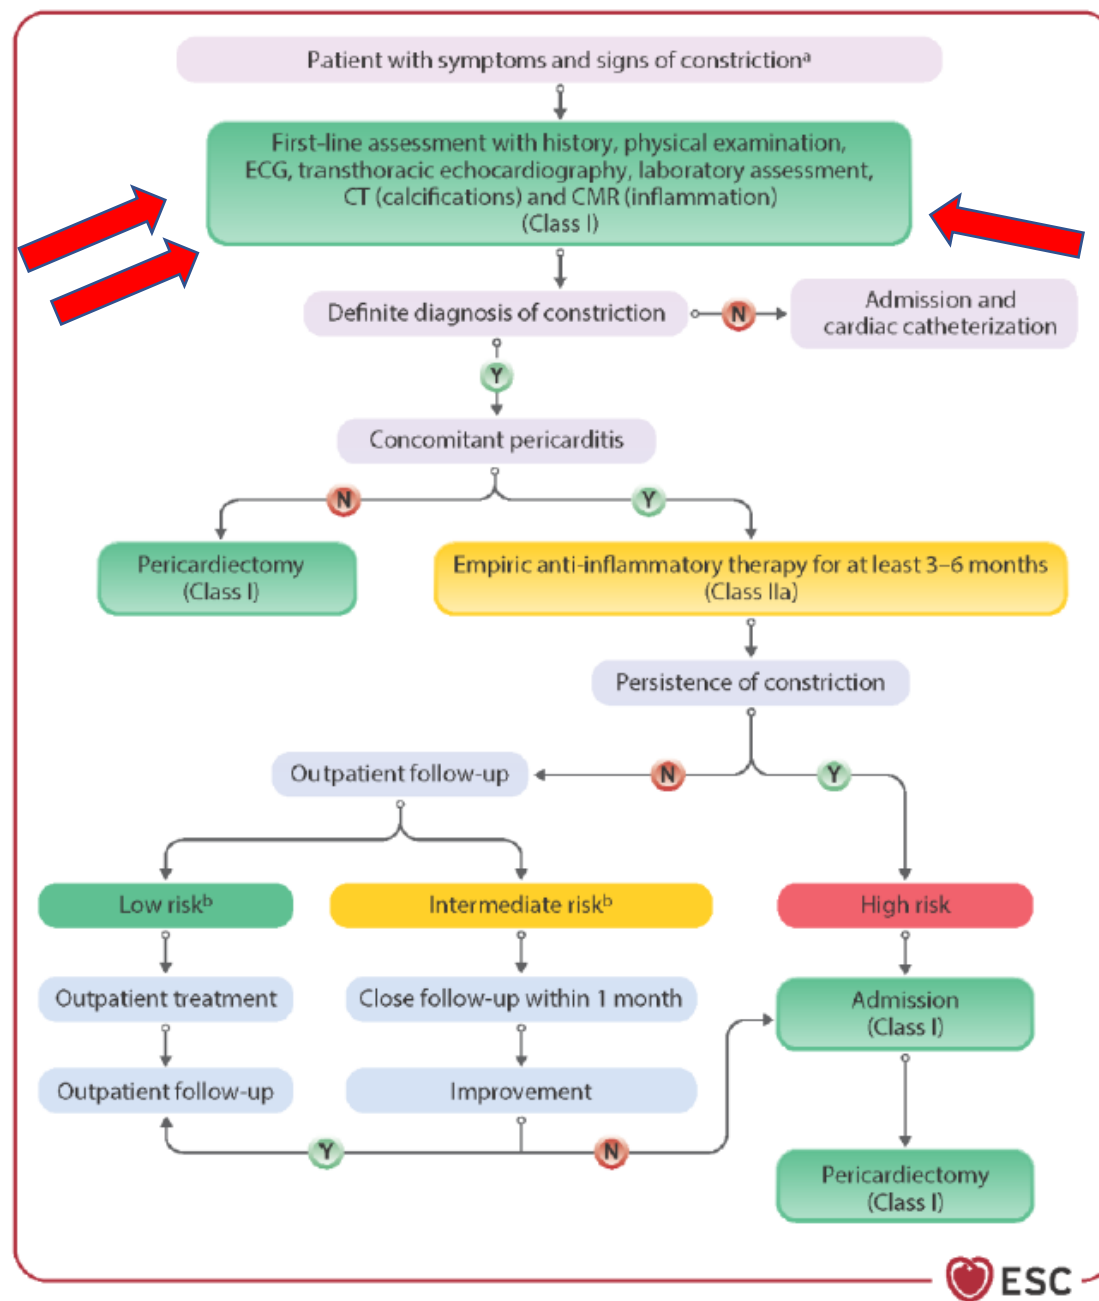 Patient with symptoms and signs of constrictionᵃ
First-line assessment with history, physical examination,
ECG, transthoracic echocardiography, laboratory assessment,
CT (calcifications) and CMR (inflammation)
(Class I)
Definite diagnosis of constriction
N
Admission and
cardiac catheterization
Y
Concomitant pericarditis
N
Y
Pericardiectomy
(Class I)
Empiric anti-inflammatory therapy for at least 3–6 months
(Class IIa)
Persistence of constriction
Outpatient follow-up
N
Y
Low riskᵇ
Intermediate riskᵇ
High risk
Outpatient treatment
Close follow-up within 1 month
Admission
(Class I)
Outpatient follow-up
Improvement
Y
N
Pericardiectomy
(Class I)
ESC